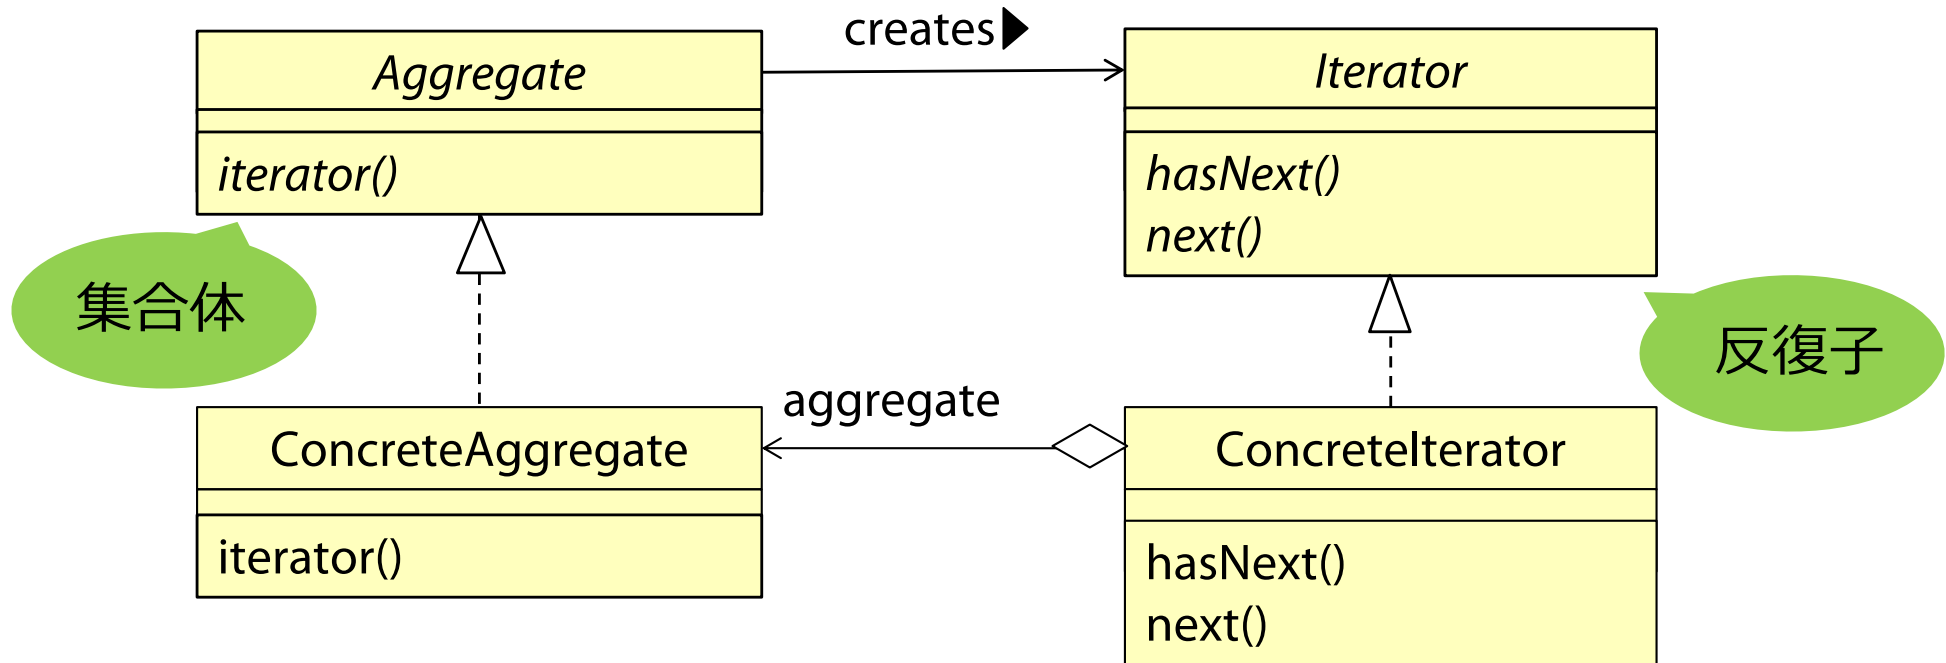 creates
Aggregate
Iterator
iterator()
hasNext()
next()
集合体
反復子
aggregate
ConcreteAggregate
ConcreteIterator
iterator()
hasNext()
next()